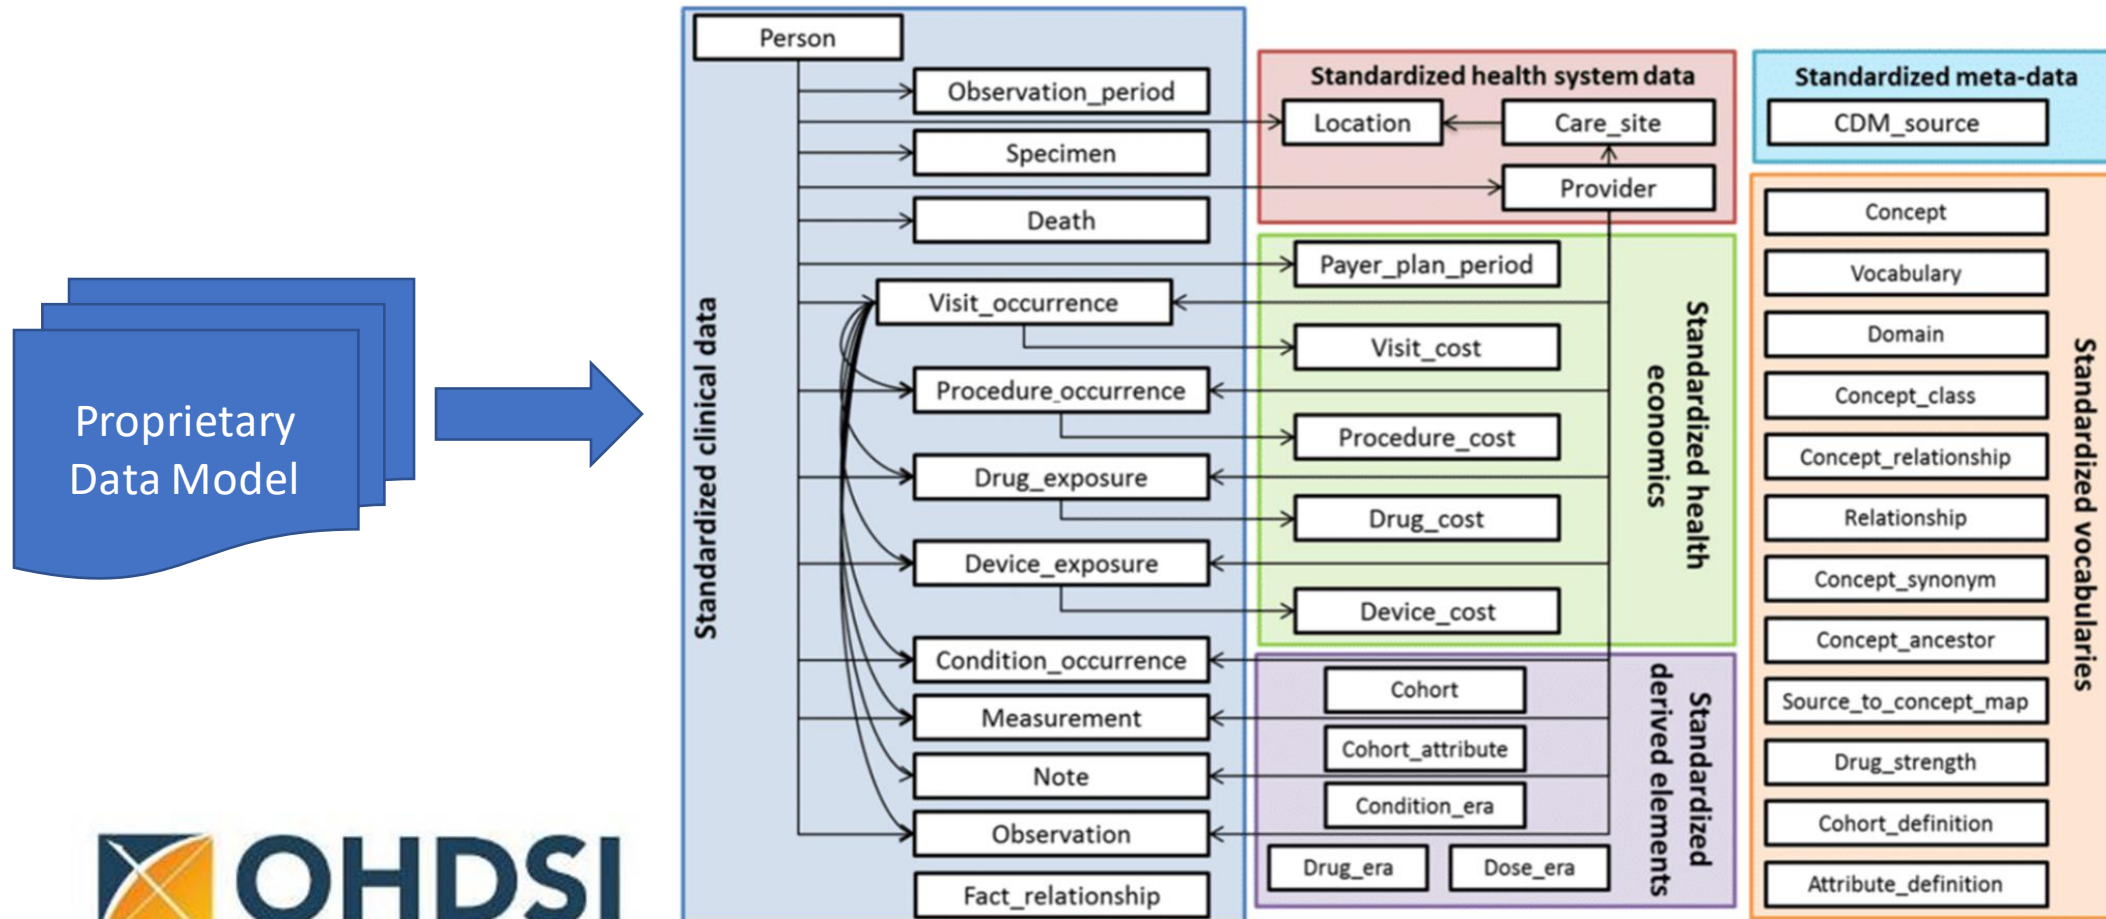 Proprietary
Data Model
OHDSI
Standardized clinical data
Person
Observation_period
Specimen
Death
Visit_occurrence
Procedure_occurrence
Drug_exposure
Device_exposure
Condition_occurrence
Measurement
Note
Observation
Fact_relationship
Standardized health system data
Location
Care_site
Provider
Payer_plan_period
Visit_cost
Procedure_cost
Drug_cost
Device_cost
Standardized health
economics
Cohort
Cohort_attribute
Condition_era
Drug_era
Dose_era
Standardized
derived elements
Standardized meta-data
CDM_source
Concept
Vocabulary
Domain
Concept_class
Concept_relationship
Relationship
Concept_synonym
Concept_ancestor
Source_to_concept_map
Drug_strength
Cohort_definition
Attribute_definition
Standardized vocabularies